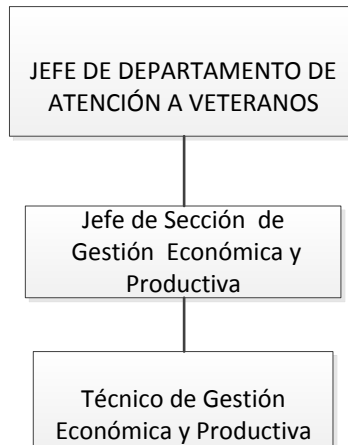 JEFE DE DEPARTAMENTO DE
ATENCIÓN A VETERANOS
Jefe de Sección de
Gestión Económica y
Productiva
Técnico de Gestión
Económica y Productiva